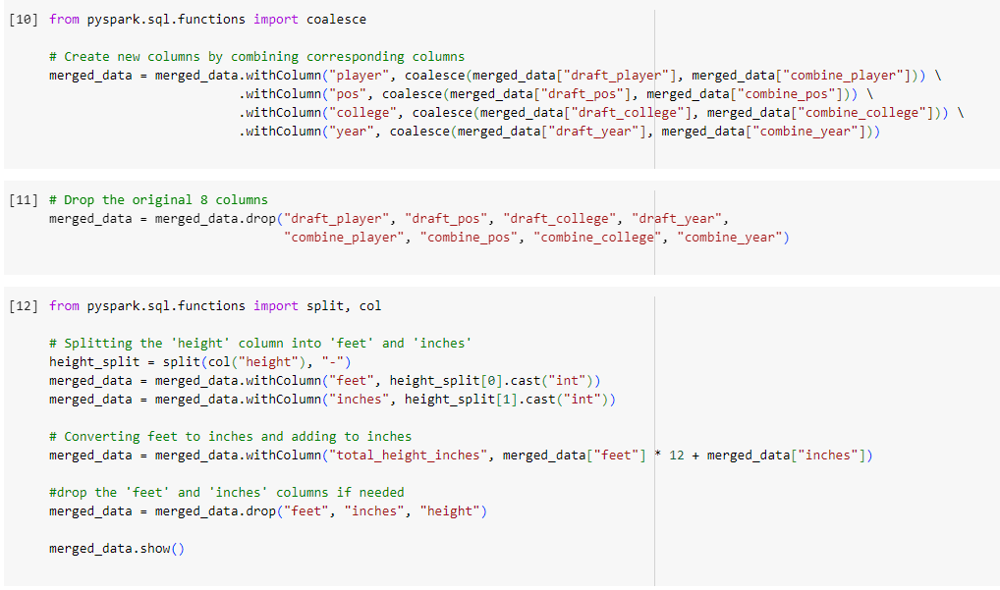 [10] from pyspark.sql.functions import coalesce
# Create new columns by combining corresponding columns
merged_data = merged_data.withColumn("player", coalesce(merged_data["draft_player"], merged_data["combine_player"])) \
.withColumn("pos", coalesce(merged_data["draft_pos"], merged_data["combine_pos"])) \
.withColumn("college", coalesce(merged_data["draft_college"], merged_data["combine_college"])) \
.withColumn("year", coalesce(merged_data["draft_year"], merged_data["combine_year"]))
[11] # Drop the original 8 columns
merged_data = merged_data.drop("draft_player", "draft_pos", "draft_college", "draft_year",
"combine_player", "combine_pos", "combine_college", "combine_year")
[12] from pyspark.sql.functions import split, col
# Splitting the 'height' column into 'feet' and 'inches'
height_split = split(col("height"), "-")
merged_data = merged_data.withColumn("feet", height_split[0].cast("int"))
merged_data = merged_data.withColumn("inches", height_split[1].cast("int"))
# Converting feet to inches and adding to inches
merged_data = merged_data.withColumn("total_height_inches", merged_data["feet"] * 12 + merged_data["inches"])
#drop the 'feet' and 'inches' columns if needed
merged_data = merged_data.drop("feet", "inches", "height")
merged_data.show()